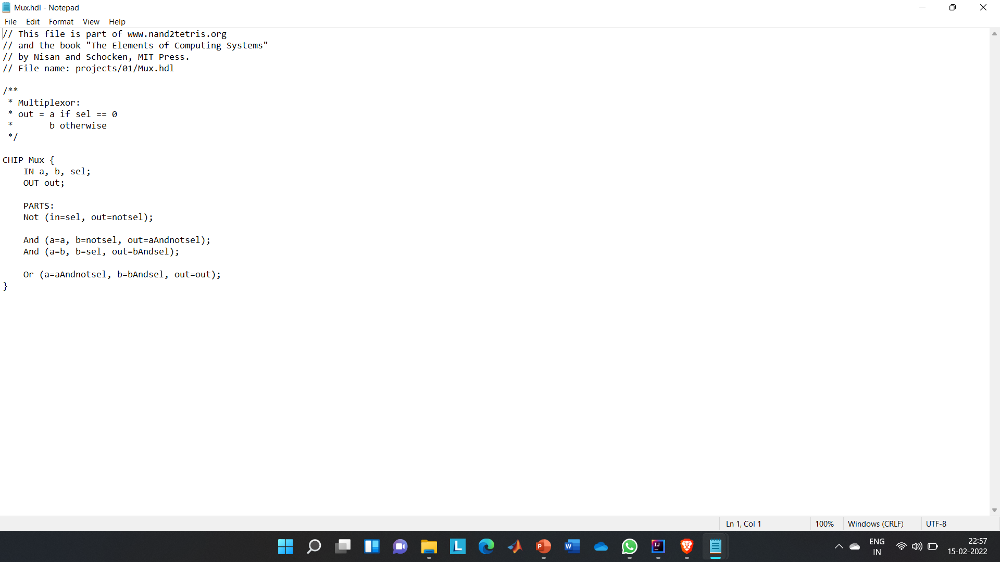 Mux.hdl - Notepad
File Edit Format View Help
// This file is part of www.nand2tetris.org
// and the book "The Elements of Computing Systems"
// by Nisan and Schocken, MIT Press.
// File name: projects/01/Mux.hdl
/**
 * Multiplexor:
 * out = a if sel == 0
 *       b otherwise
 */
CHIP Mux {
    IN a, b, sel;
    OUT out;
    PARTS:
    Not (in=sel, out=notsel);
    And (a=a, b=notsel, out=aAndnotsel);
    And (a=b, b=sel, out=bAndsel);
    Or (a=aAndnotsel, b=bAndsel, out=out);
}
Ln 1, Col 1 100% Windows (CRLF) UTF-8
L P W IJ
ENG 22:57
IN 15-02-2022